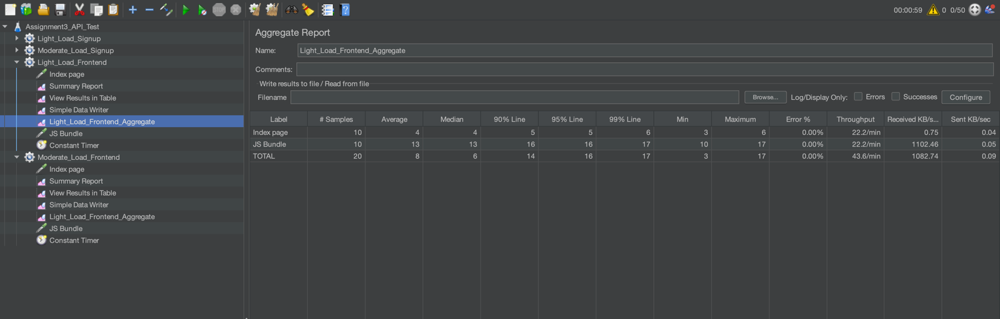 00:00:59 0 0/50
Assignment3_API_Test
Light_Load_Signup
Moderate_Load_Signup
Light_Load_Frontend
Index page
Summary Report
View Results in Table
Simple Data Writer
Light_Load_Frontend_Aggregate
JS Bundle
Constant Timer
Moderate_Load_Frontend
Index page
Summary Report
View Results in Table
Simple Data Writer
Light_Load_Frontend_Aggregate
JS Bundle
Constant Timer
Aggregate Report
Name: Light_Load_Frontend_Aggregate
Comments:
Write results to file / Read from file
Filename Browse... Log/Display Only: Errors Successes Configure
Label # Samples Average Median 90% Line 95% Line 99% Line Min Maximum Error % Throughput Received KB/s... Sent KB/sec
Index page 10 4 4 5 5 6 3 6 0.00% 22.2/min 0.75 0.04
JS Bundle 10 13 13 16 16 17 10 17 0.00% 22.2/min 1102.46 0.05
TOTAL 20 8 6 14 16 17 3 17 0.00% 43.6/min 1082.74 0.09